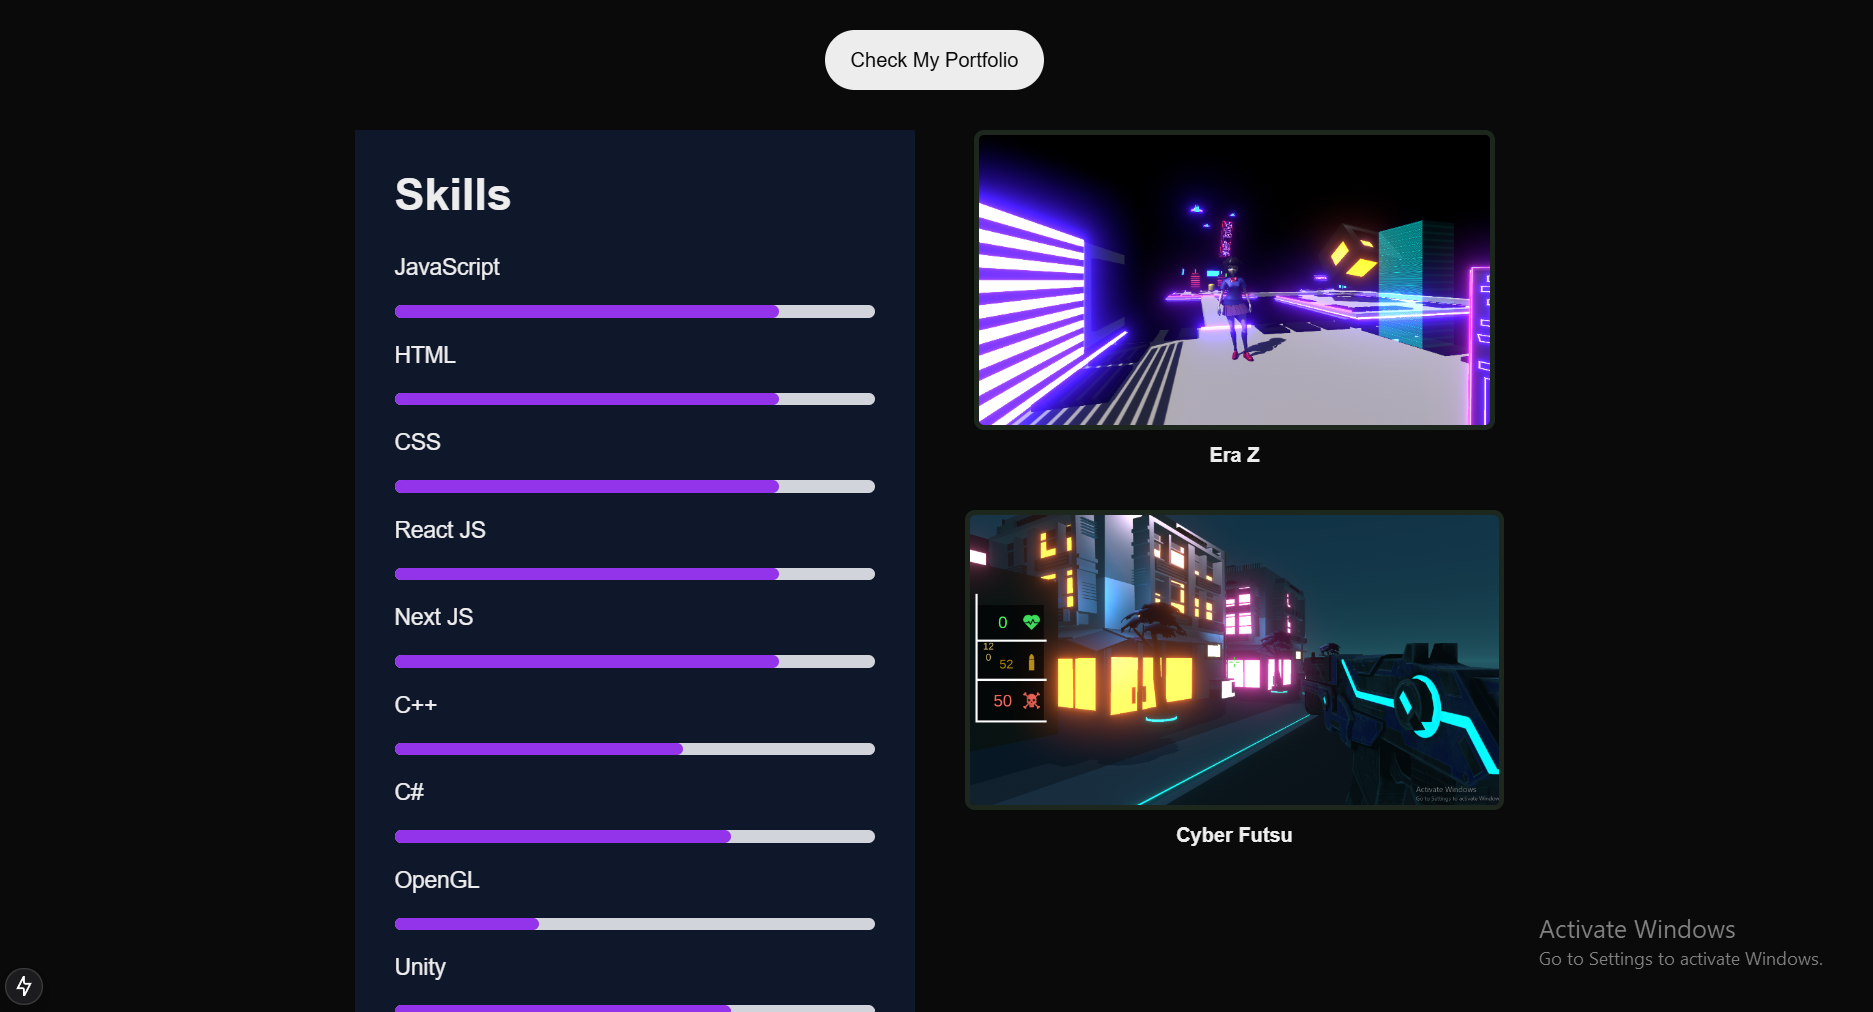 Check My Portfolio
Skills
JavaScript
HTML
CSS
React JS
Next JS
C++
C#
OpenGL
Unity
Era Z
0
12
0
52
50
Activate Windows
Go to Settings to activate Window
Cyber Futsu
Activate Windows
Go to Settings to activate Windows.